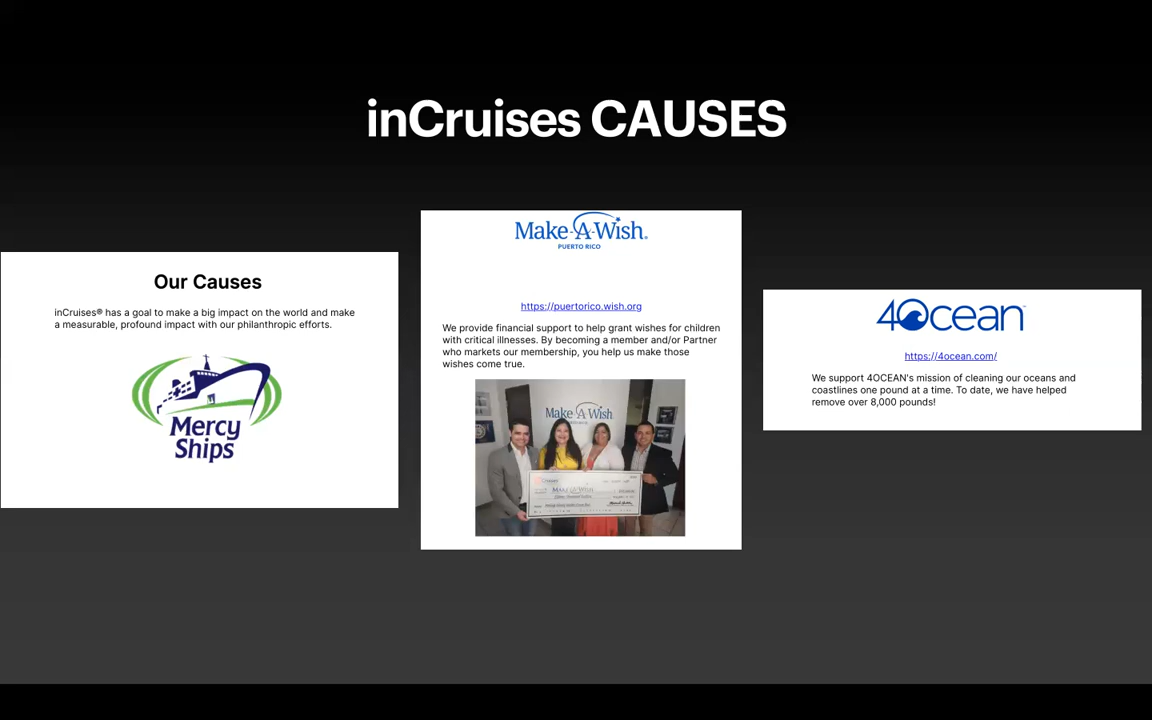 inCruises CAUSES
Our Causes
inCruises® has a goal to make a big impact on the world and make
a measurable, profound impact with our philanthropic efforts.
Mercy
Ships
Make-A-Wish®
PUERTO RICO
https://puertorico.wish.org
We provide financial support to help grant wishes for children
with critical illnesses. By becoming a member and/or Partner
who markets our membership, you help us make those
wishes come true.
Make-A-Wish
MAKE-A-WISH
4Ocean™
https://4ocean.com/
We support 4OCEAN's mission of cleaning our oceans and
coastlines one pound at a time. To date, we have helped
remove over 8,000 pounds!